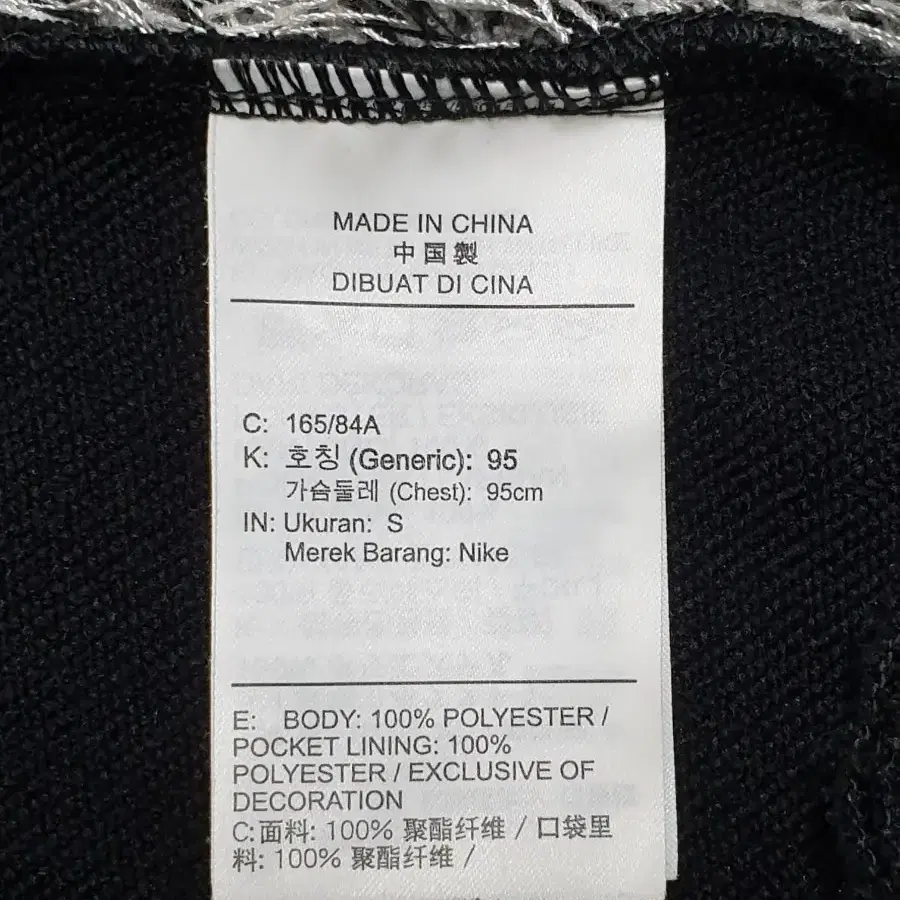 MADE IN CHINA
中国製
DIBUAT DI CINA
C: 165/84A
K: 호칭 (Generic): 95
가슴둘레 (Chest): 95cm
IN: Ukuran: S
Merek Barang: Nike
E: BODY: 100% POLYESTER /
POCKET LINING: 100%
POLYESTER / EXCLUSIVE OF
DECORATION
C:面料: 100% 聚酯纤维 / 口袋里
料: 100% 聚酯纤维 /